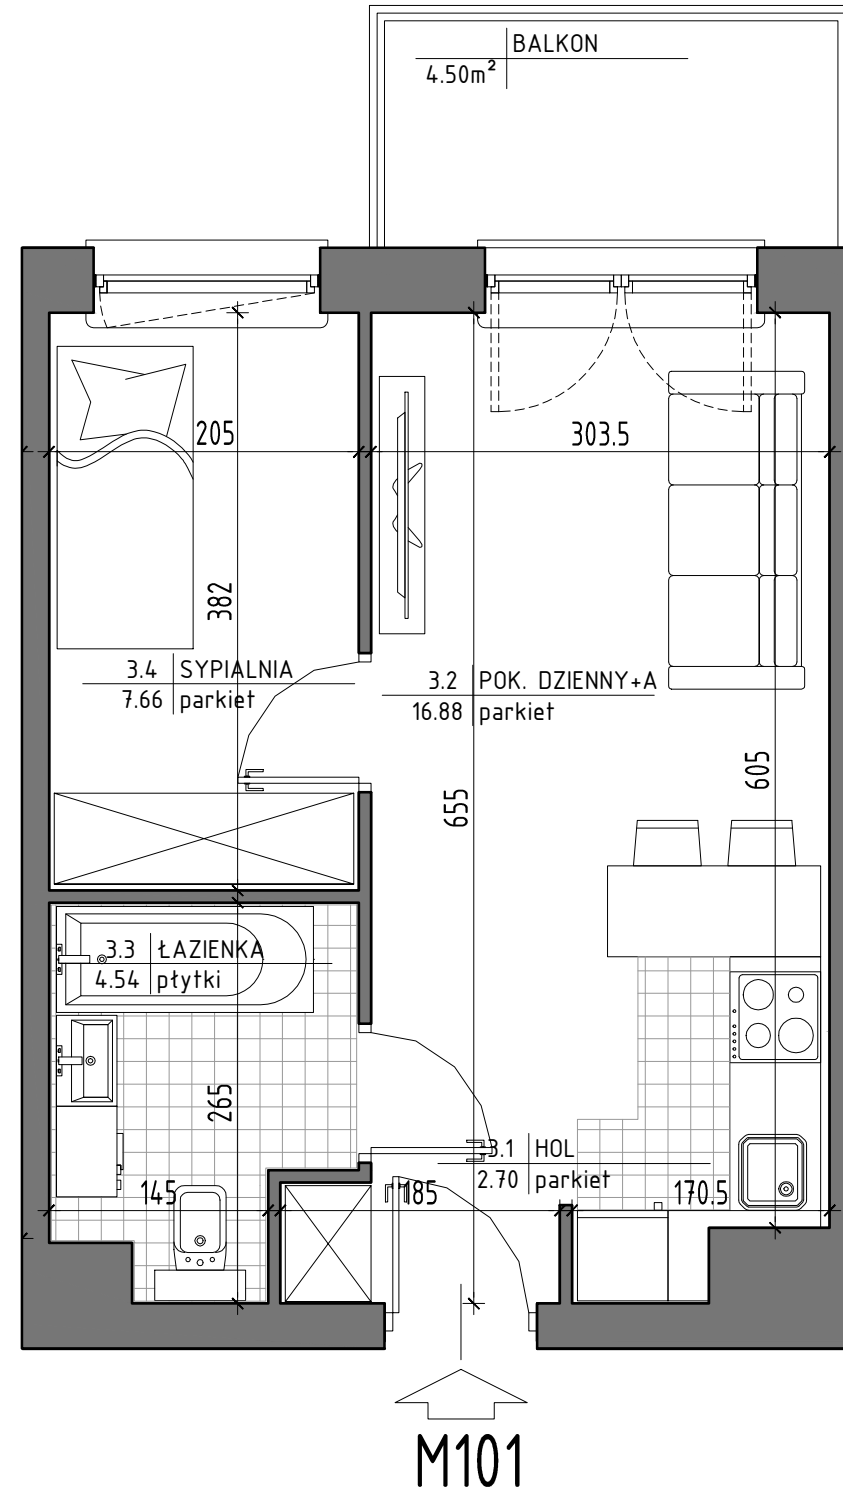 BALKON
4.50m²
205
303.5
382
3.4 SYPIALNIA
7.66 parkiet
3.2 POK. DZIENNY+A
16.88 parkiet
655
605
3.3 ŁAZIENKA
4.54 płytki
265
3.1 HOL
2.70 parkiet
145
185
170.5
M101